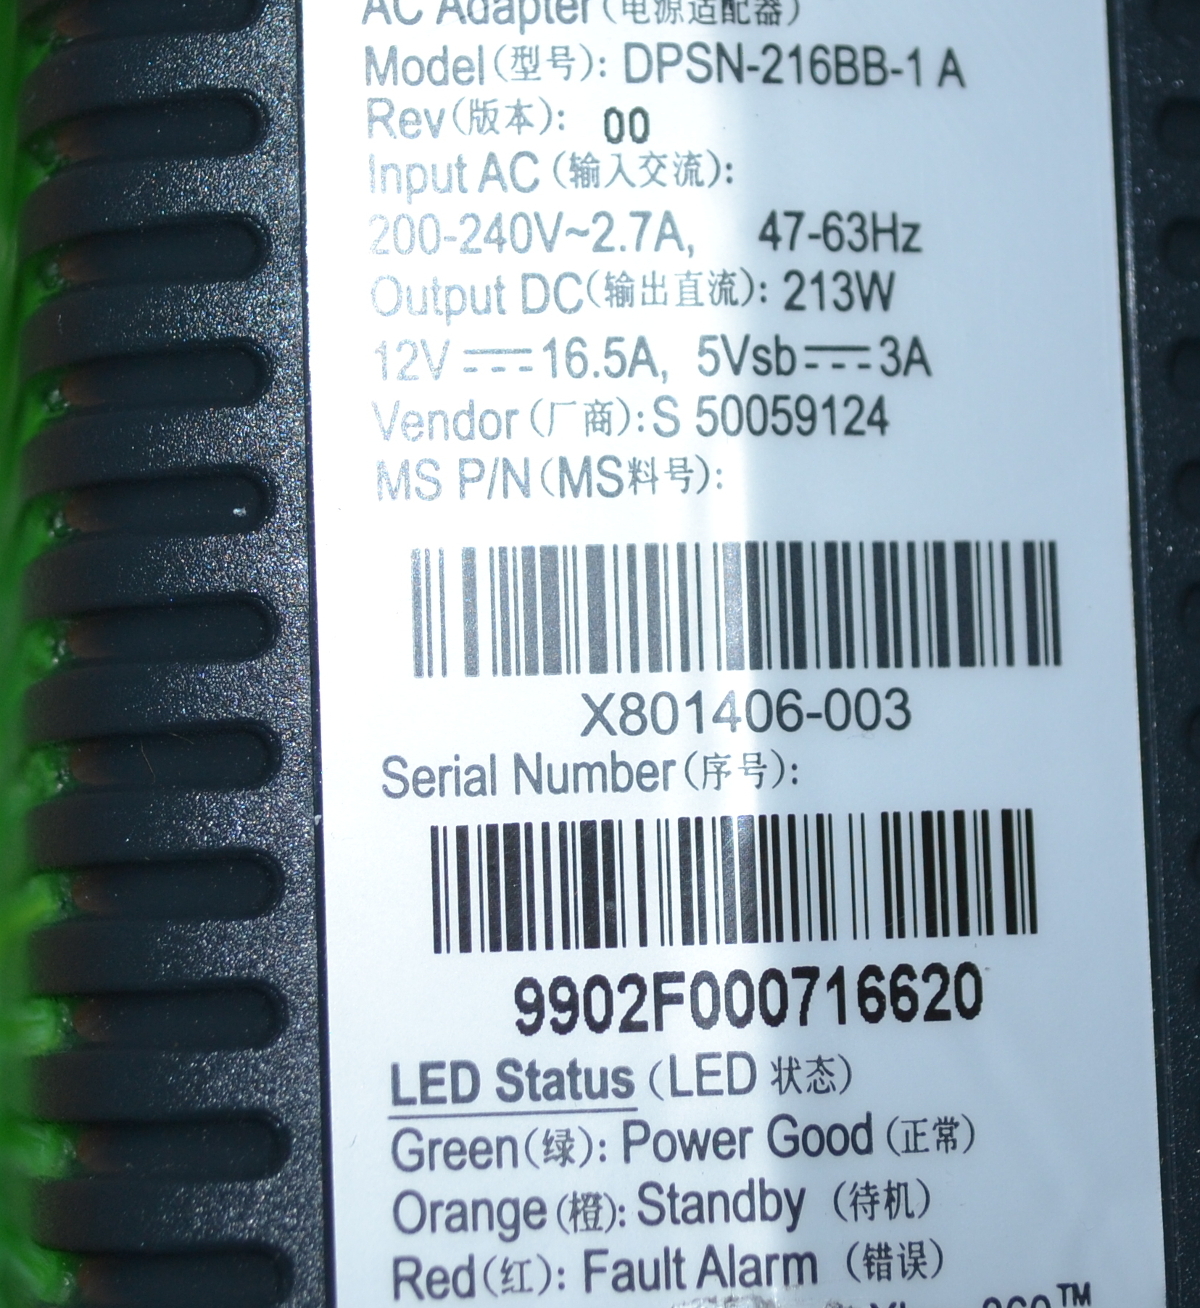 AC Adapter(电源适配器)
Model(型号): DPSN-216BB-1 A
Rev(版本): 00
Input AC (输入交流):
200-240V~2.7A, 47-63Hz
Output DC(输出直流): 213W
12V⎓16.5A, 5Vsb⎓3A
Vendor(厂商):S 50059124
MS P/N(MS料号):
X801406-003
Serial Number(序号):
9902F000716620
LED Status (LED 状态)
Green(绿): Power Good (正常)
Orange(橙): Standby (待机)
Red(红): Fault Alarm (错误)
360™